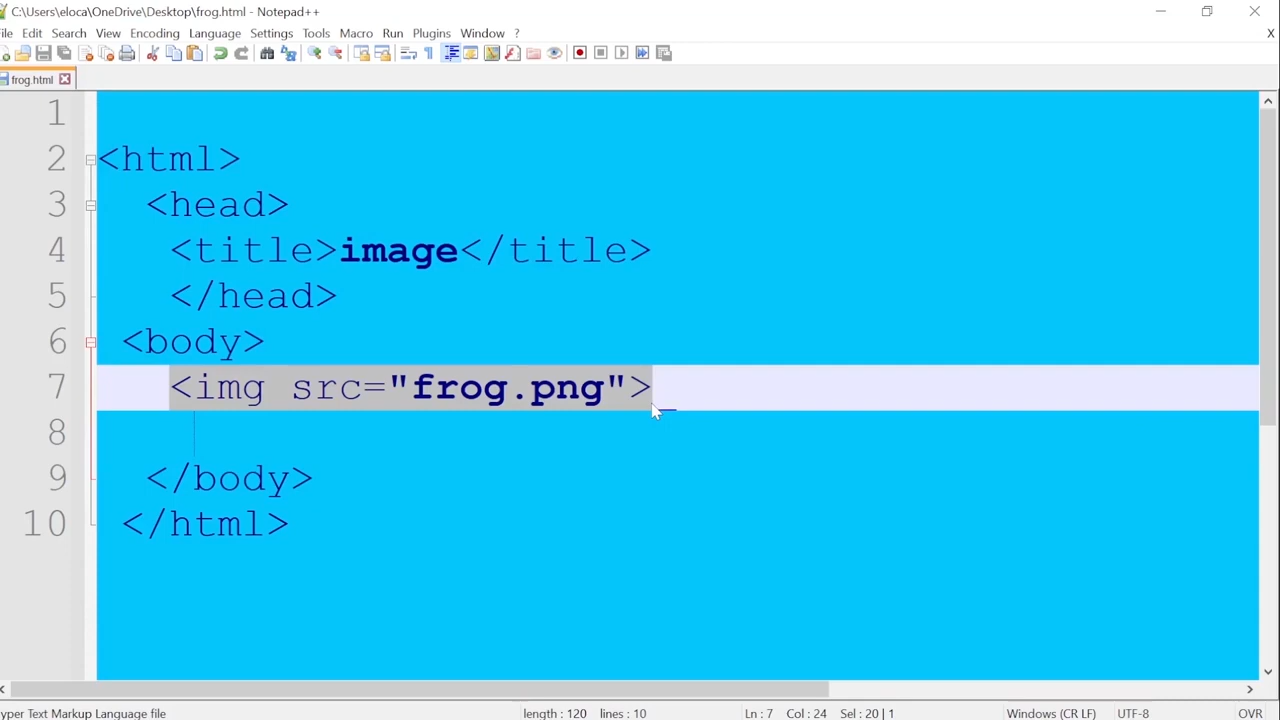 C:\Users\eloca\OneDrive\Desktop\frog.html - Notepad++
File Edit Search View Encoding Language Settings Tools Macro Run Plugins Window ? X
frog.html
1
2 <html>
3 <head>
4 <title>image</title>
5 </head>
6 <body>
7 <img src="frog.png">
8
9 </body>
10 </html>
yper Text Markup Language file length : 120 lines : 10 Ln : 7 Col : 24 Sel : 20 | 1 Windows (CR LF) UTF-8 OVR